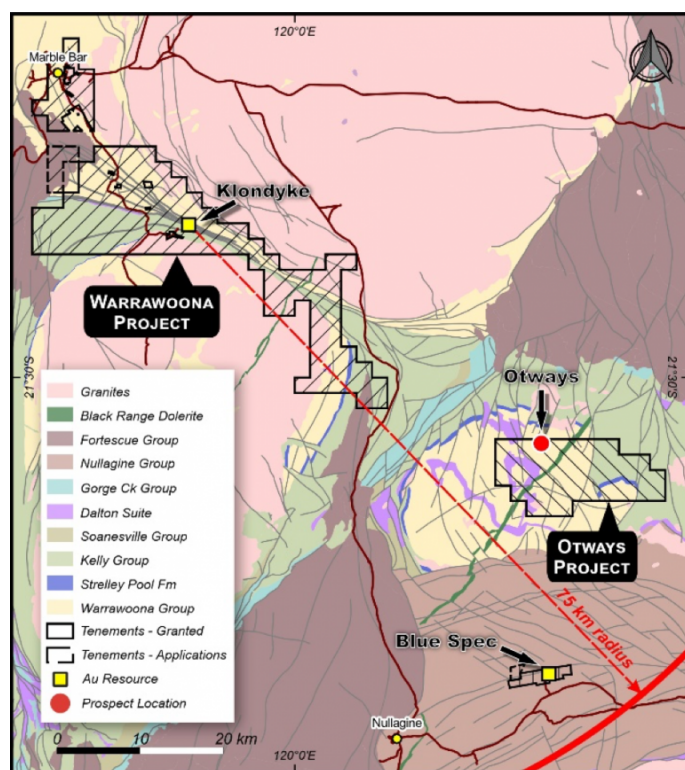 120°0'E
Marble Bar
Klondyke
WARRAWOONA
PROJECT
21°30'S
21°30'S
Otways
OTWAYS
PROJECT
Granites
Black Range Dolerite
Fortescue Group
Nullagine Group
Gorge Ck Group
Dalton Suite
Soanesville Group
Kelly Group
Strelley Pool Fm
Warrawoona Group
Tenements - Granted
Tenements - Applications
Au Resource
Prospect Location
75 km radius
Blue Spec
Nullagine
0 10 20 km
120°0'E